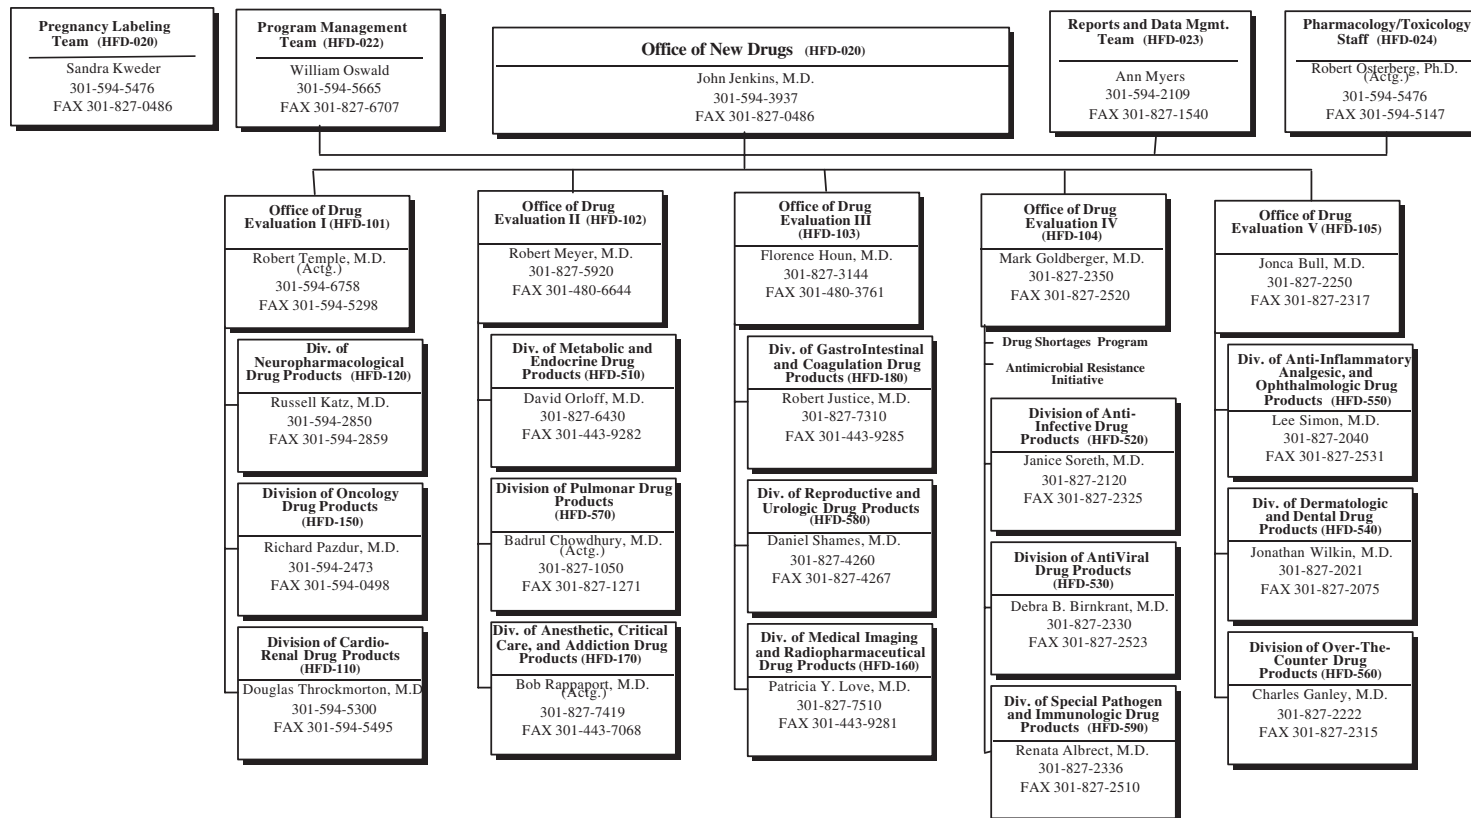 Pregnancy Labeling
Team (HFD-020)
Sandra Kweder
301-594-5476
FAX 301-827-0486
Program Management
Team (HFD-022)
William Oswald
301-594-5665
FAX 301-827-6707
Office of New Drugs (HFD-020)
John Jenkins, M.D.
301-594-3937
FAX 301-827-0486
Reports and Data Mgmt.
Team (HFD-023)
Ann Myers
301-594-2109
FAX 301-827-1540
Pharmacology/Toxicology
Staff (HFD-024)
Robert Osterberg, Ph.D.
(Actg.)
301-594-5476
FAX 301-594-5147
Office of Drug
Evaluation I (HFD-101)
Robert Temple, M.D.
(Actg.)
301-594-6758
FAX 301-594-5298
Div. of
Neuropharmacological
Drug Products (HFD-120)
Russell Katz, M.D.
301-594-2850
FAX 301-594-2859
Division of Oncology
Drug Products
(HFD-150)
Richard Pazdur, M.D.
301-594-2473
FAX 301-594-0498
Division of Cardio-
Renal Drug Products
(HFD-110)
Douglas Throckmorton, M.D
301-594-5300
FAX 301-594-5495
Office of Drug
Evaluation II (HFD-102)
Robert Meyer, M.D.
301-827-5920
FAX 301-480-6644
Div. of Metabolic and
Endocrine Drug
Products (HFD-510)
David Orloff, M.D.
301-827-6430
FAX 301-443-9282
Division of Pulmonar Drug
Products
(HFD-570)
Badrul Chowdhury, M.D.
(Actg.)
301-827-1050
FAX 301-827-1271
Div. of Anesthetic, Critical
Care, and Addiction Drug
Products (HFD-170)
Bob Rappaport, M.D.
(Actg.)
301-827-7419
FAX 301-443-7068
Office of Drug
Evaluation III
(HFD-103)
Florence Houn, M.D.
301-827-3144
FAX 301-480-3761
Div. of GastroIntestinal
and Coagulation Drug
Products (HFD-180)
Robert Justice, M.D.
301-827-7310
FAX 301-443-9285
Div. of Reproductive and
Urologic Drug Products
(HFD-580)
Daniel Shames, M.D.
301-827-4260
FAX 301-827-4267
Div. of Medical Imaging
and Radiopharmaceutical
Drug Products (HFD-160)
Patricia Y. Love, M.D.
301-827-7510
FAX 301-443-9281
Office of Drug
Evaluation IV
(HFD-104)
Mark Goldberger, M.D.
301-827-2350
FAX 301-827-2520
Drug Shortages Program
Antimicrobial Resistance
Initiative
Division of Anti-
Infective Drug
Products (HFD-520)
Janice Soreth, M.D.
301-827-2120
FAX 301-827-2325
Division of AntiViral
Drug Products
(HFD-530)
Debra B. Birnkrant, M.D.
301-827-2330
FAX 301-827-2523
Div. of Special Pathogen
and Immunologic Drug
Products (HFD-590)
Renata Albrect, M.D.
301-827-2336
FAX 301-827-2510
Office of Drug
Evaluation V (HFD-105)
Jonca Bull, M.D.
301-827-2250
FAX 301-827-2317
Div. of Anti-Inflammatory
Analgesic, and
Ophthalmologic Drug
Products (HFD-550)
Lee Simon, M.D.
301-827-2040
FAX 301-827-2531
Div. of Dermatologic
and Dental Drug
Products
(HFD-540)
Jonathan Wilkin, M.D.
301-827-2021
FAX 301-827-2075
Division of Over-The-
Counter Drug
Products (HFD-560)
Charles Ganley, M.D.
301-827-2222
FAX 301-827-2315